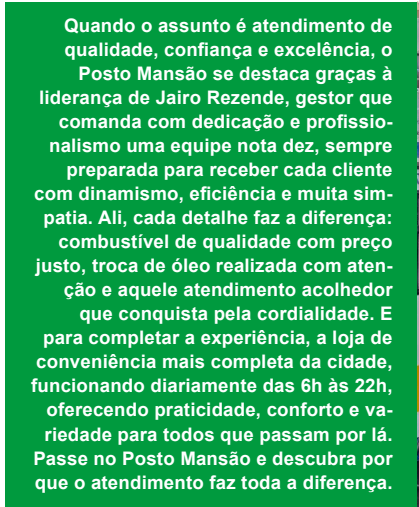 Quando o assunto é atendimento de
qualidade, confiança e excelência, o
Posto Mansão se destaca graças à
liderança de Jairo Rezende, gestor que
comanda com dedicação e profissio-
nalismo uma equipe nota dez, sempre
preparada para receber cada cliente
com dinamismo, eficiência e muita sim-
patia. Ali, cada detalhe faz a diferença:
combustível de qualidade com preço
justo, troca de óleo realizada com aten-
ção e aquele atendimento acolhedor
que conquista pela cordialidade. E
para completar a experiência, a loja de
conveniência mais completa da cidade,
funcionando diariamente das 6h às 22h,
oferecendo praticidade, conforto e va-
riedade para todos que passam por lá.
Passe no Posto Mansão e descubra por
que o atendimento faz toda a diferença.